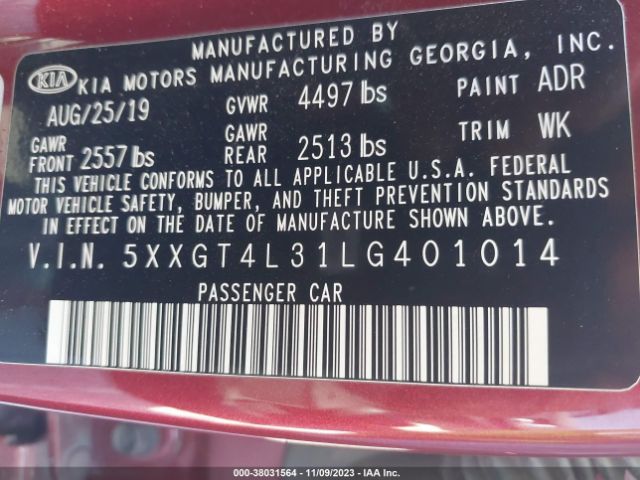 MANUFACTURED BY
KIA KIA MOTORS MANUFACTURING GEORGIA, INC.
AUG/25/19 GVWR 4497 lbs PAINT ADR
GAWR FRONT 2557 lbs GAWR REAR 2513 lbs TRIM WK
THIS VEHICLE CONFORMS TO ALL APPLICABLE U.S.A. FEDERAL
MOTOR VEHICLE SAFETY, BUMPER, AND THEFT PREVENTION STANDARDS
IN EFFECT ON THE DATE OF MANUFACTURE SHOWN ABOVE.
V.I.N. 5XXGT4L31LG401014
PASSENGER CAR
000-38031564 | 11/09/2023 | IAA Inc.